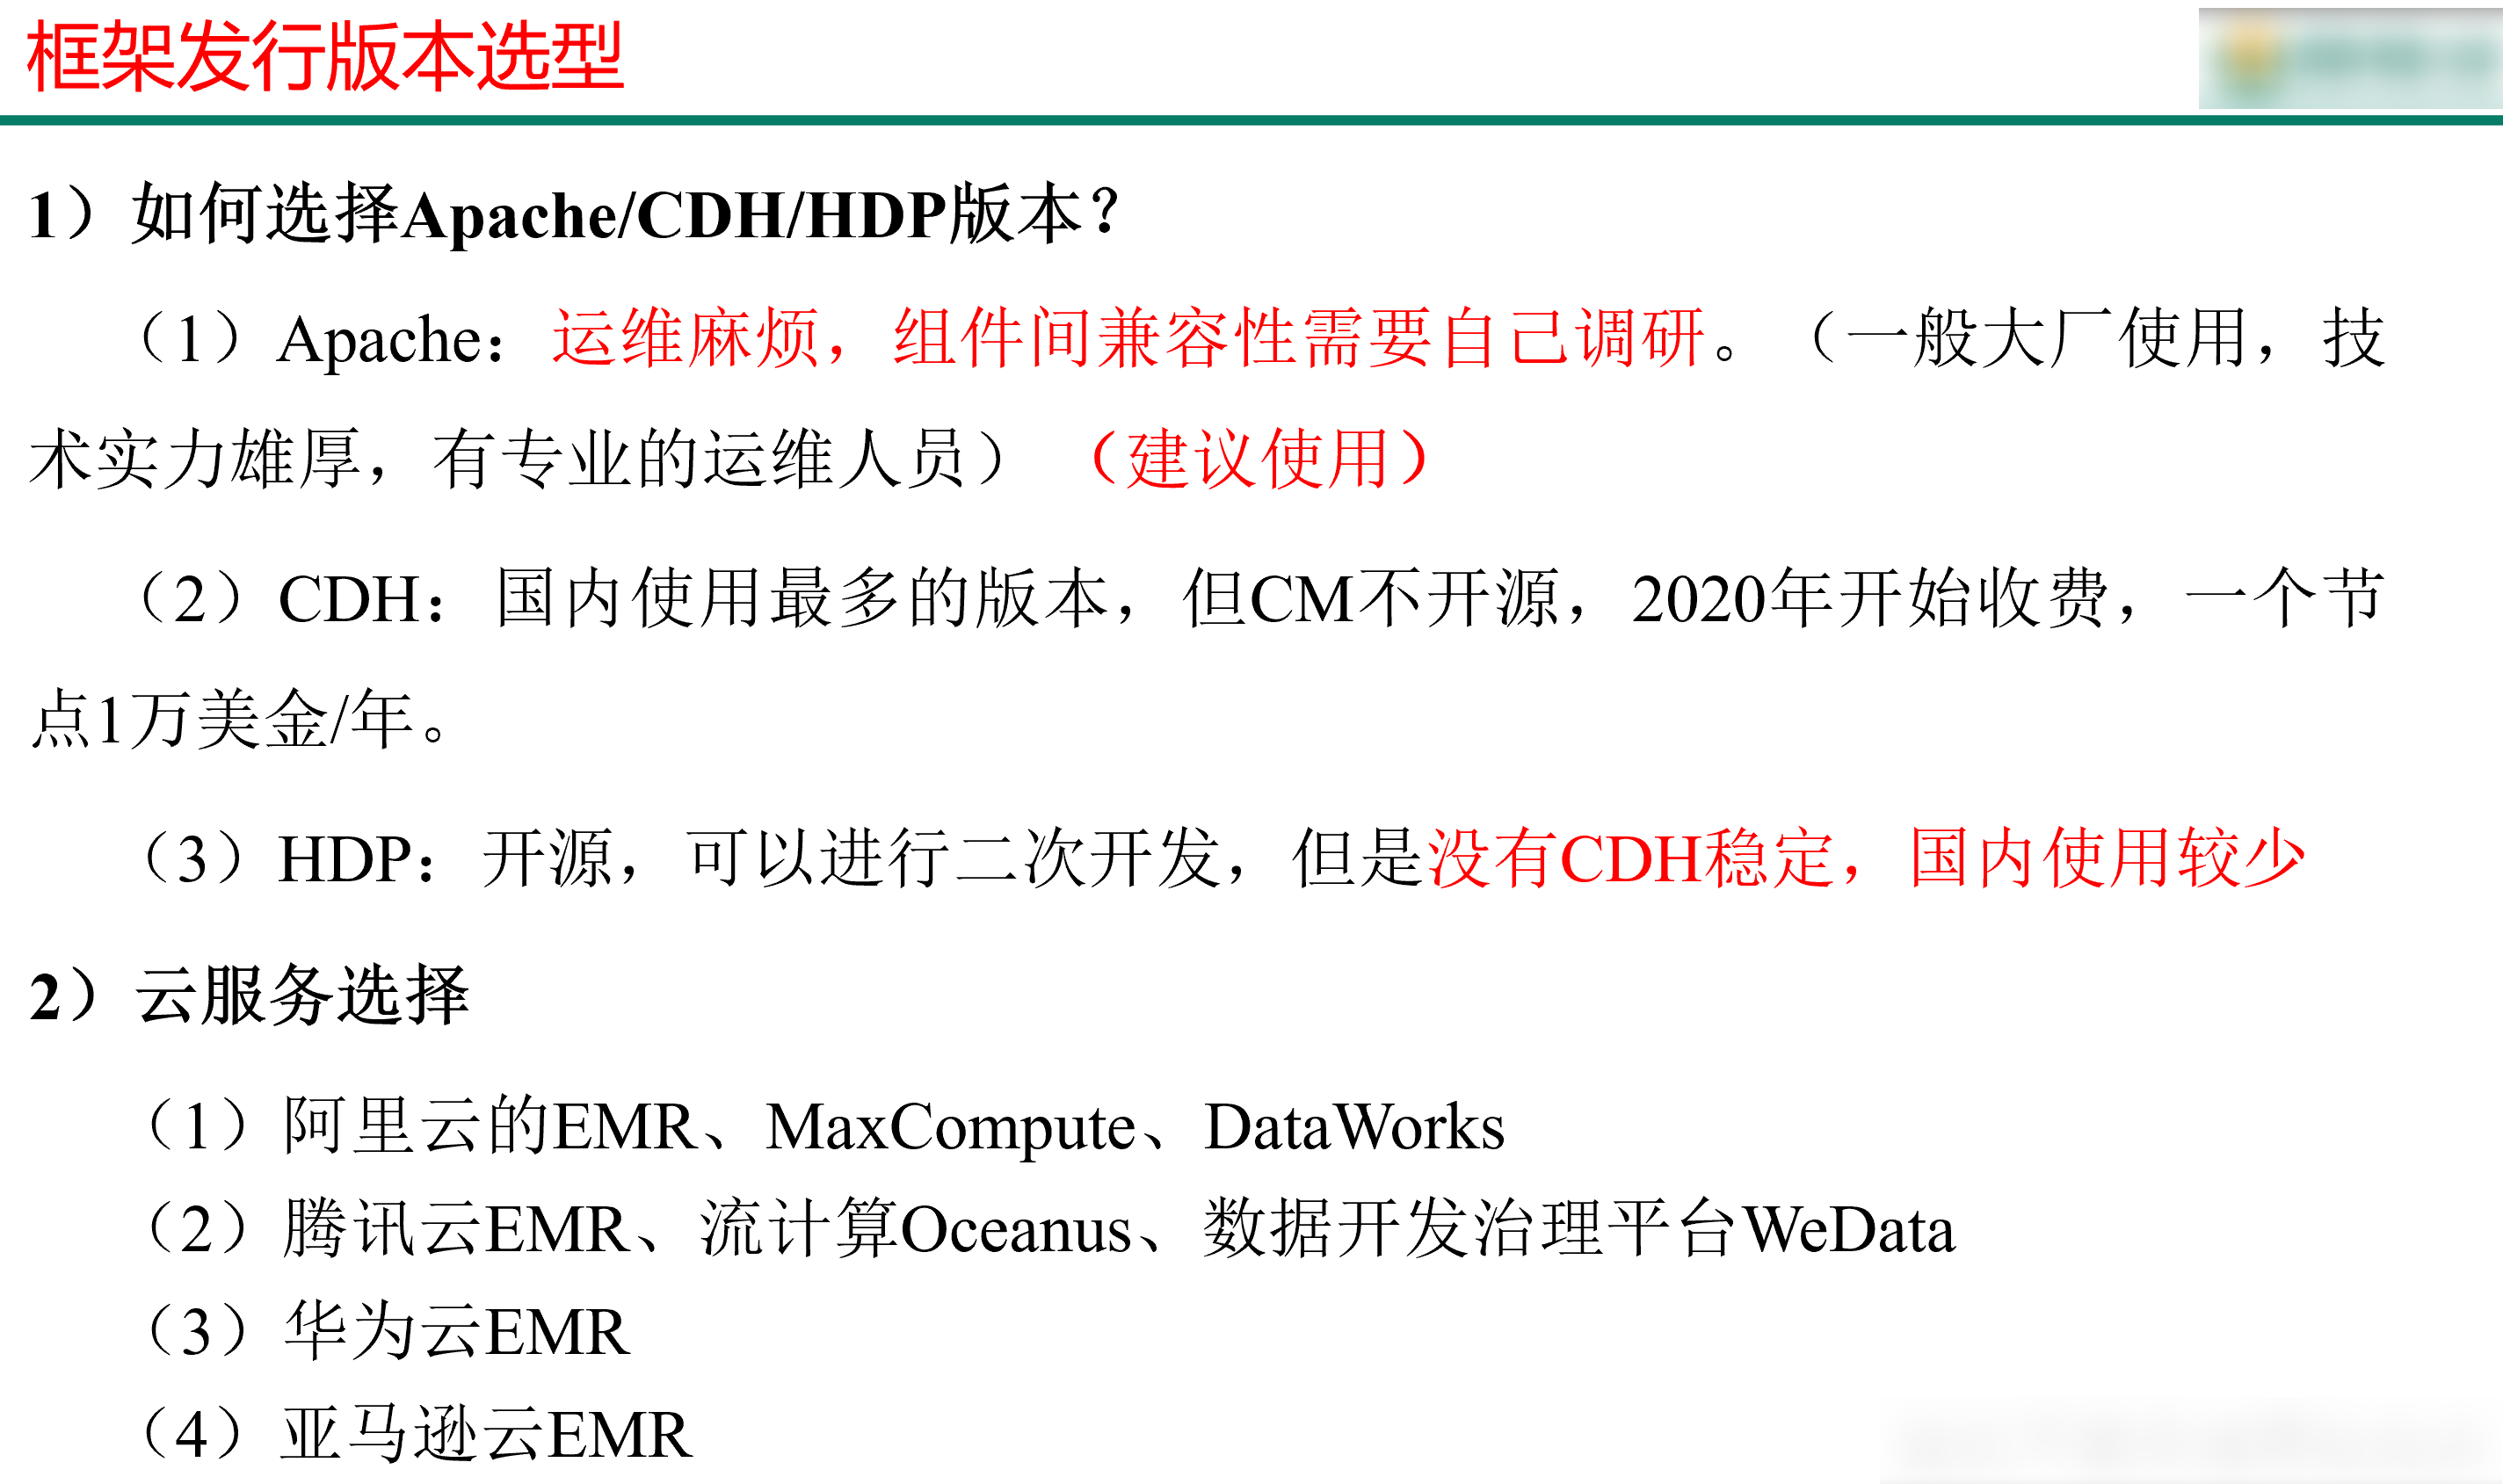 框架发行版本选型
1）如何选择Apache/CDH/HDP版本？
（1）Apache：运维麻烦，组件间兼容性需要自己调研。（一般大厂使用，技
术实力雄厚，有专业的运维人员）（建议使用）
（2）CDH：国内使用最多的版本，但CM不开源，2020年开始收费，一个节
点1万美金/年。
（3）HDP：开源，可以进行二次开发，但是没有CDH稳定，国内使用较少
2）云服务选择
（1）阿里云的EMR、MaxCompute、DataWorks
（2）腾讯云EMR、流计算Oceanus、数据开发治理平台WeData
（3）华为云EMR
（4）亚马逊云EMR